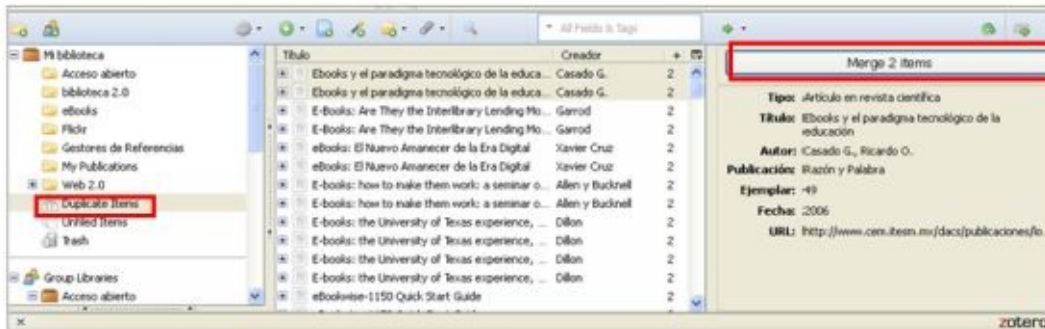 All Fields & Tags
Mi biblioteca
Acceso abierto
biblioteca 2.0
eBooks
Flickr
Gestores de Referencias
My Publications
Web 2.0
Duplicate Items
Unfiled Items
Trash
Group Libraries
Acceso abierto
Título Creador +
Ebooks y el paradigma tecnológico de la educa... Casado G. 2
Ebooks y el paradigma tecnológico de la educa... Casado G. 2
E-Books: Are They the Interlibrary Lending Mo... Garrod 2
E-Books: Are They the Interlibrary Lending Mo... Garrod 2
eBooks: El Nuevo Amanecer de la Era Digital Xavier Cruz 2
eBooks: El Nuevo Amanecer de la Era Digital Xavier Cruz 2
E-books: how to make them work: a seminar o... Allen y Bucknell 2
E-books: how to make them work: a seminar o... Allen y Bucknell 2
E-books: the University of Texas experience, ... Dillon 2
E-books: the University of Texas experience, ... Dillon 2
E-books: the University of Texas experience, ... Dillon 2
eBookwise-1150 Quick Start Guide 2
Merge 2 items
Tipo: Artículo en revista científica
Título: Ebooks y el paradigma tecnológico de la
educación
Autor: Casado G., Ricardo O.
Publicación: Razón y Palabra
Ejemplar: 49
Fecha: 2006
URL: http://www.cem.itesm.mx/dacs/publicaciones/lo
zotero